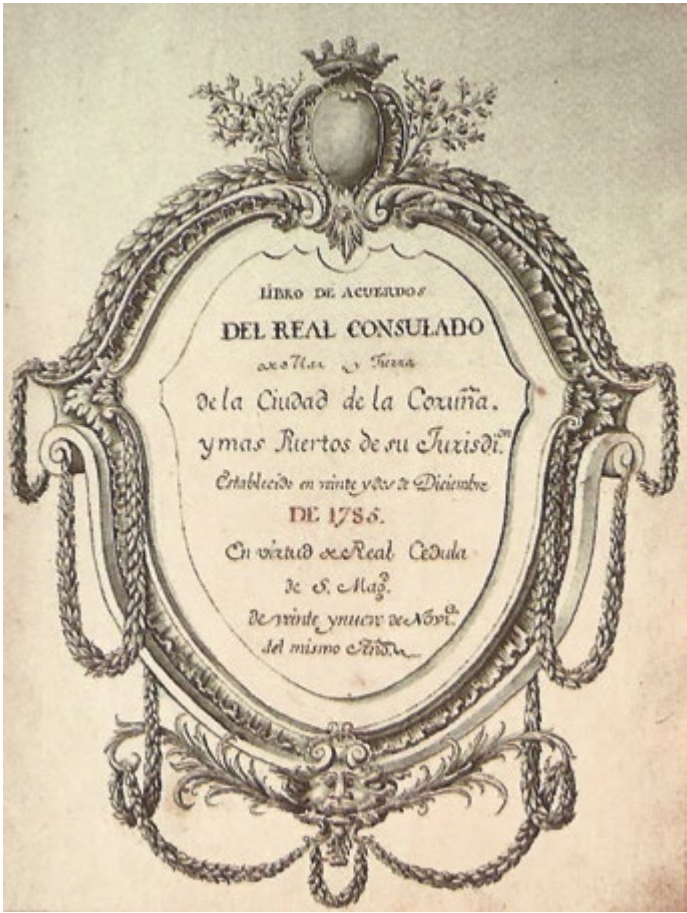 LIBRO DE ACUERDOS
DEL REAL CONSULADO
de Mar y Tierra
de la Ciudad de la Coruña.
y mas Puertos de su Jurisdi.on
Establecido en veinte y dos de Diciembre
DE 1785.
En virtud de Real Cedula
de S. Mag.
de veinte y nueve de Novi.e
del mismo Año.